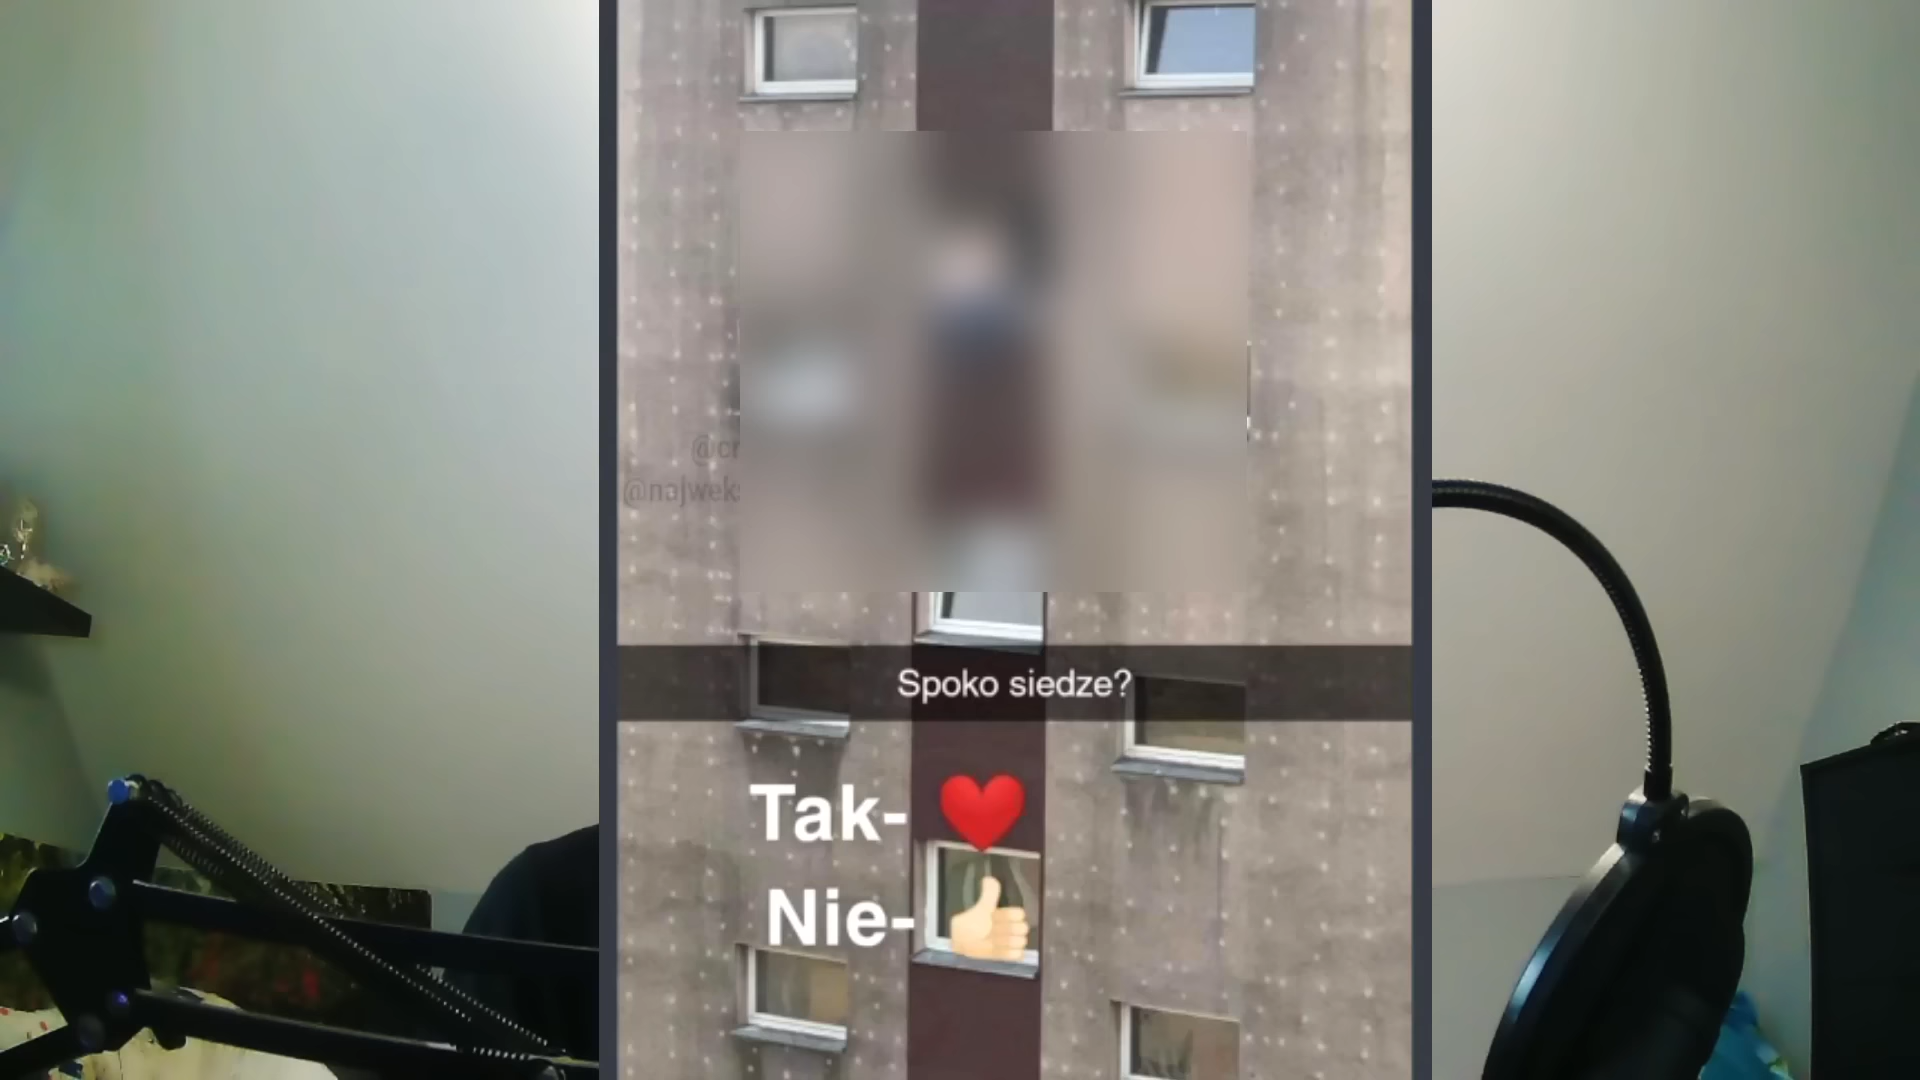 Spoko siedze?
Tak- ❤️
Nie- 👍🏻